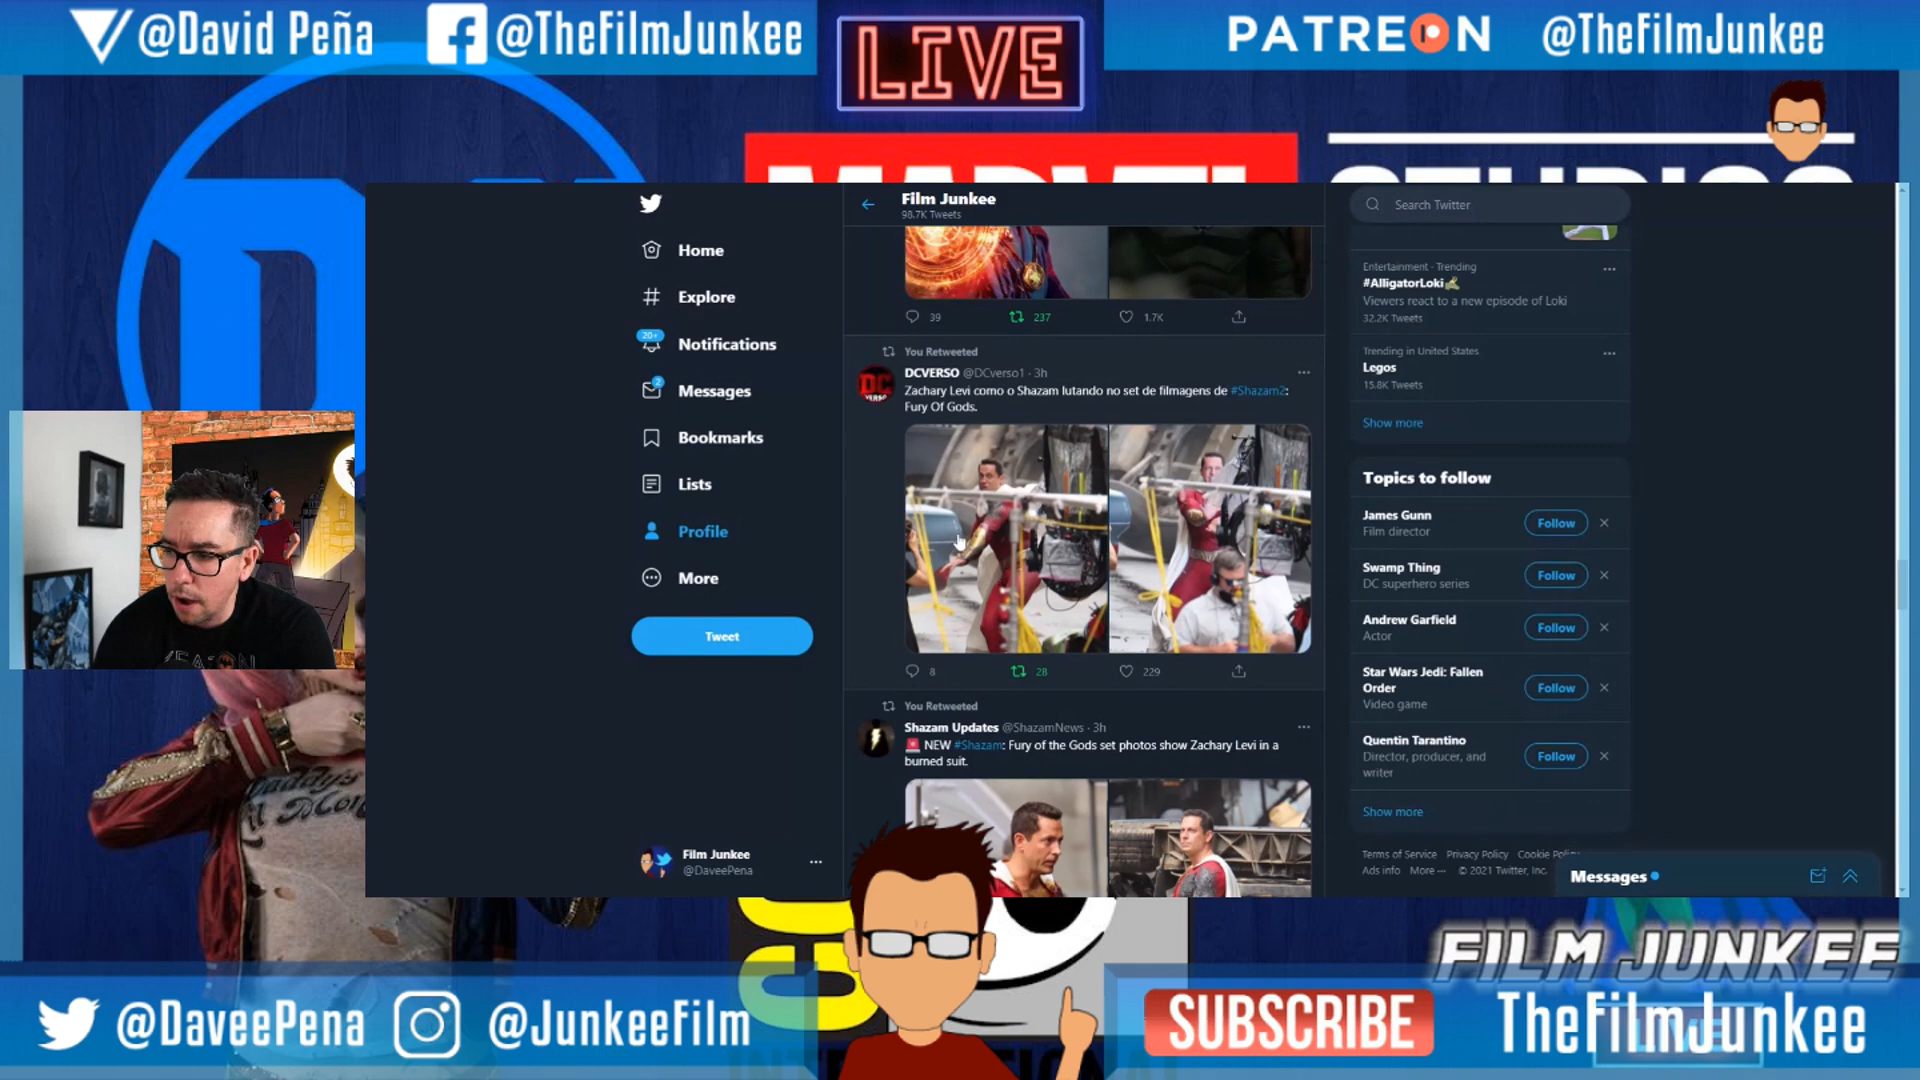 @David Peña
@TheFilmJunkee
LIVE
PATREON
@TheFilmJunkee
Film Junkee
98.7K Tweets
Home
Explore
20+
Notifications
2
Messages
Bookmarks
Lists
Profile
More
Tweet
Film Junkee
@DaveePena
39
237
1.7K
You Retweeted
DCVERSO @DCverso1 · 3h
Zachary Levi como o Shazam lutando no set de filmagens de #Shazam2:
Fury Of Gods.
8
28
229
You Retweeted
Shazam Updates @ShazamNews · 3h
NEW #Shazam: Fury of the Gods set photos show Zachary Levi in a
burned suit.
Search Twitter
Entertainment · Trending
#AlligatorLoki
Viewers react to a new episode of Loki
32.2K Tweets
Trending in United States
Legos
15.8K Tweets
Show more
Topics to follow
James Gunn
Film director
Follow
Swamp Thing
DC superhero series
Follow
Andrew Garfield
Actor
Follow
Star Wars Jedi: Fallen
Order
Video game
Follow
Quentin Tarantino
Director, producer, and
writer
Follow
Show more
Terms of Service Privacy Policy Cookie
Ads info More ··· © 2021 Twitter, Inc.
Messages
FILM JUNKEE
@DaveePena
@JunkeeFilm
SUBSCRIBE
TheFilmJunkee